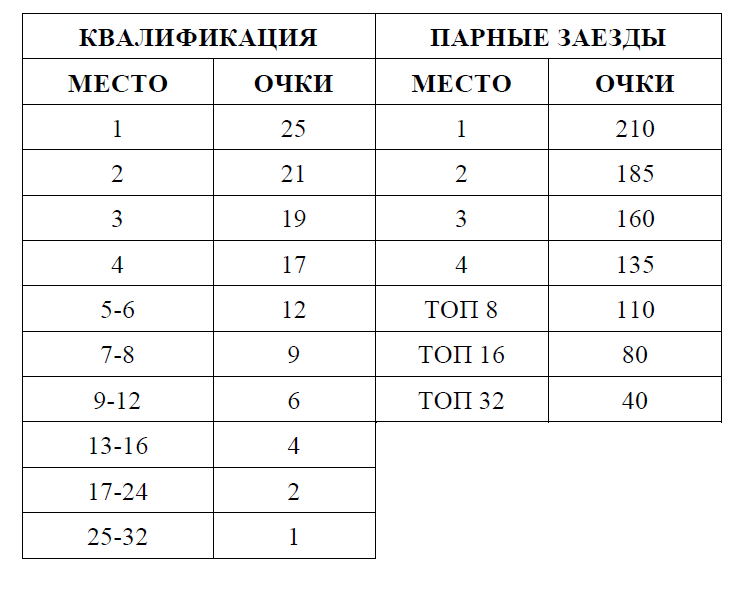 КВАЛИФИКАЦИЯ ПАРНЫЕ ЗАЕЗДЫ
МЕСТО ОЧКИ МЕСТО ОЧКИ
1 25 1 210
2 21 2 185
3 19 3 160
4 17 4 135
5-6 12 ТОП 8 110
7-8 9 ТОП 16 80
9-12 6 ТОП 32 40
13-16 4
17-24 2
25-32 1